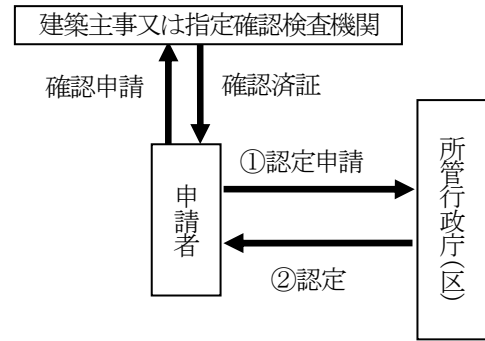 建築主事又は指定確認検査機関
確認申請
確認済証
①認定申請
申請者
所管行政庁(区)
②認定